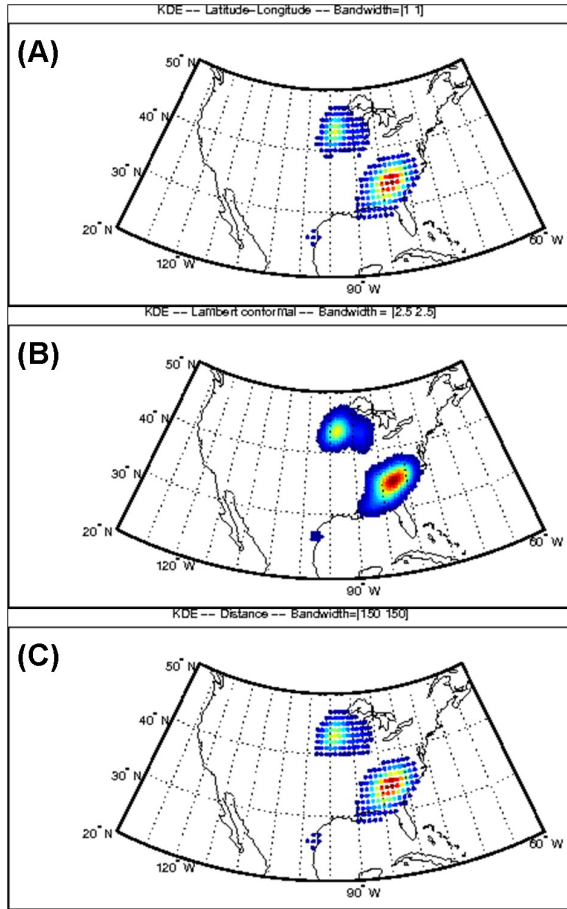 KDE -- Latitude-Longitude -- Bandwidth=[1 1]
(A)
50° N
40° N
30° N
20° N
120° W
90° W
60° W
KDE -- Lambert conformal -- Bandwidth = [2.5 2.5]
(B)
50° N
40° N
30° N
20° N
120° W
90° W
60° W
KDE -- Distance -- Bandwidth=[150 150]
(C)
50° N
40° N
30° N
20° N
120° W
90° W
60° W